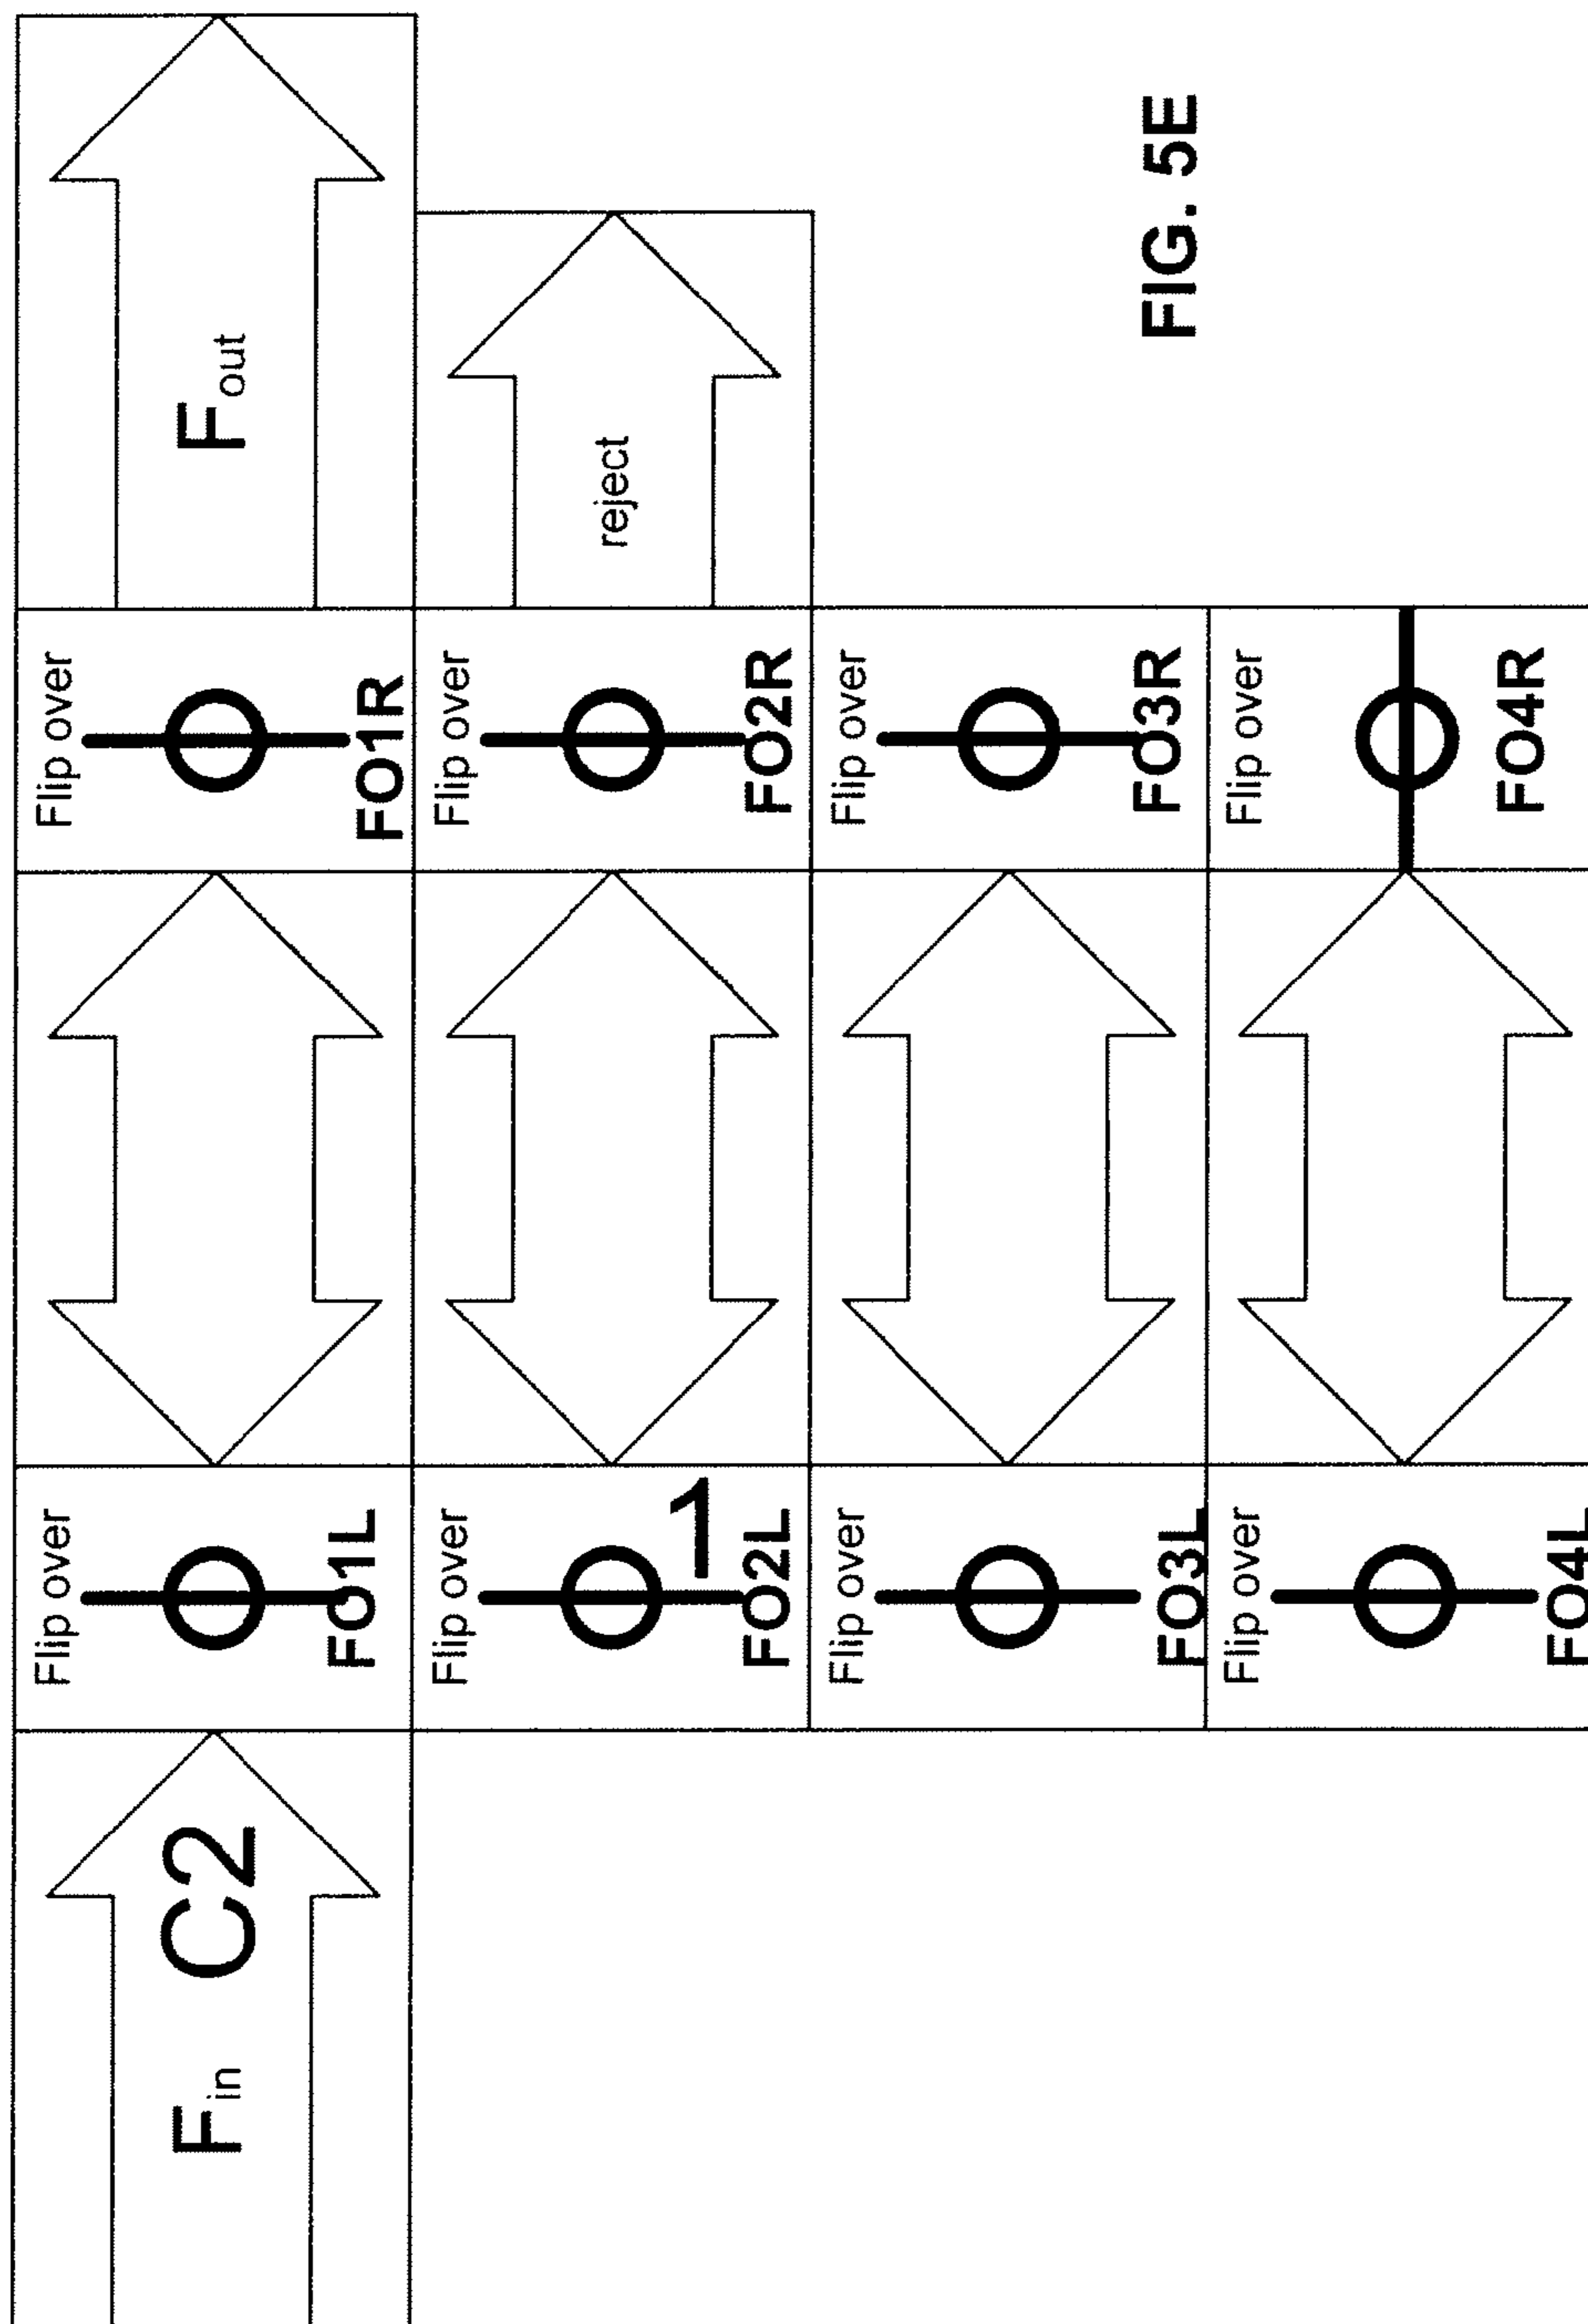 Flip over
Flip over
Fin C2
Fout
FO1L
FO1R
Flip over
Flip over
reject
1
FO2L
FO2R
Flip over
Flip over
FO3L
FO3R
FIG. 5E
Flip over
Flip over
FO4L
FO4R